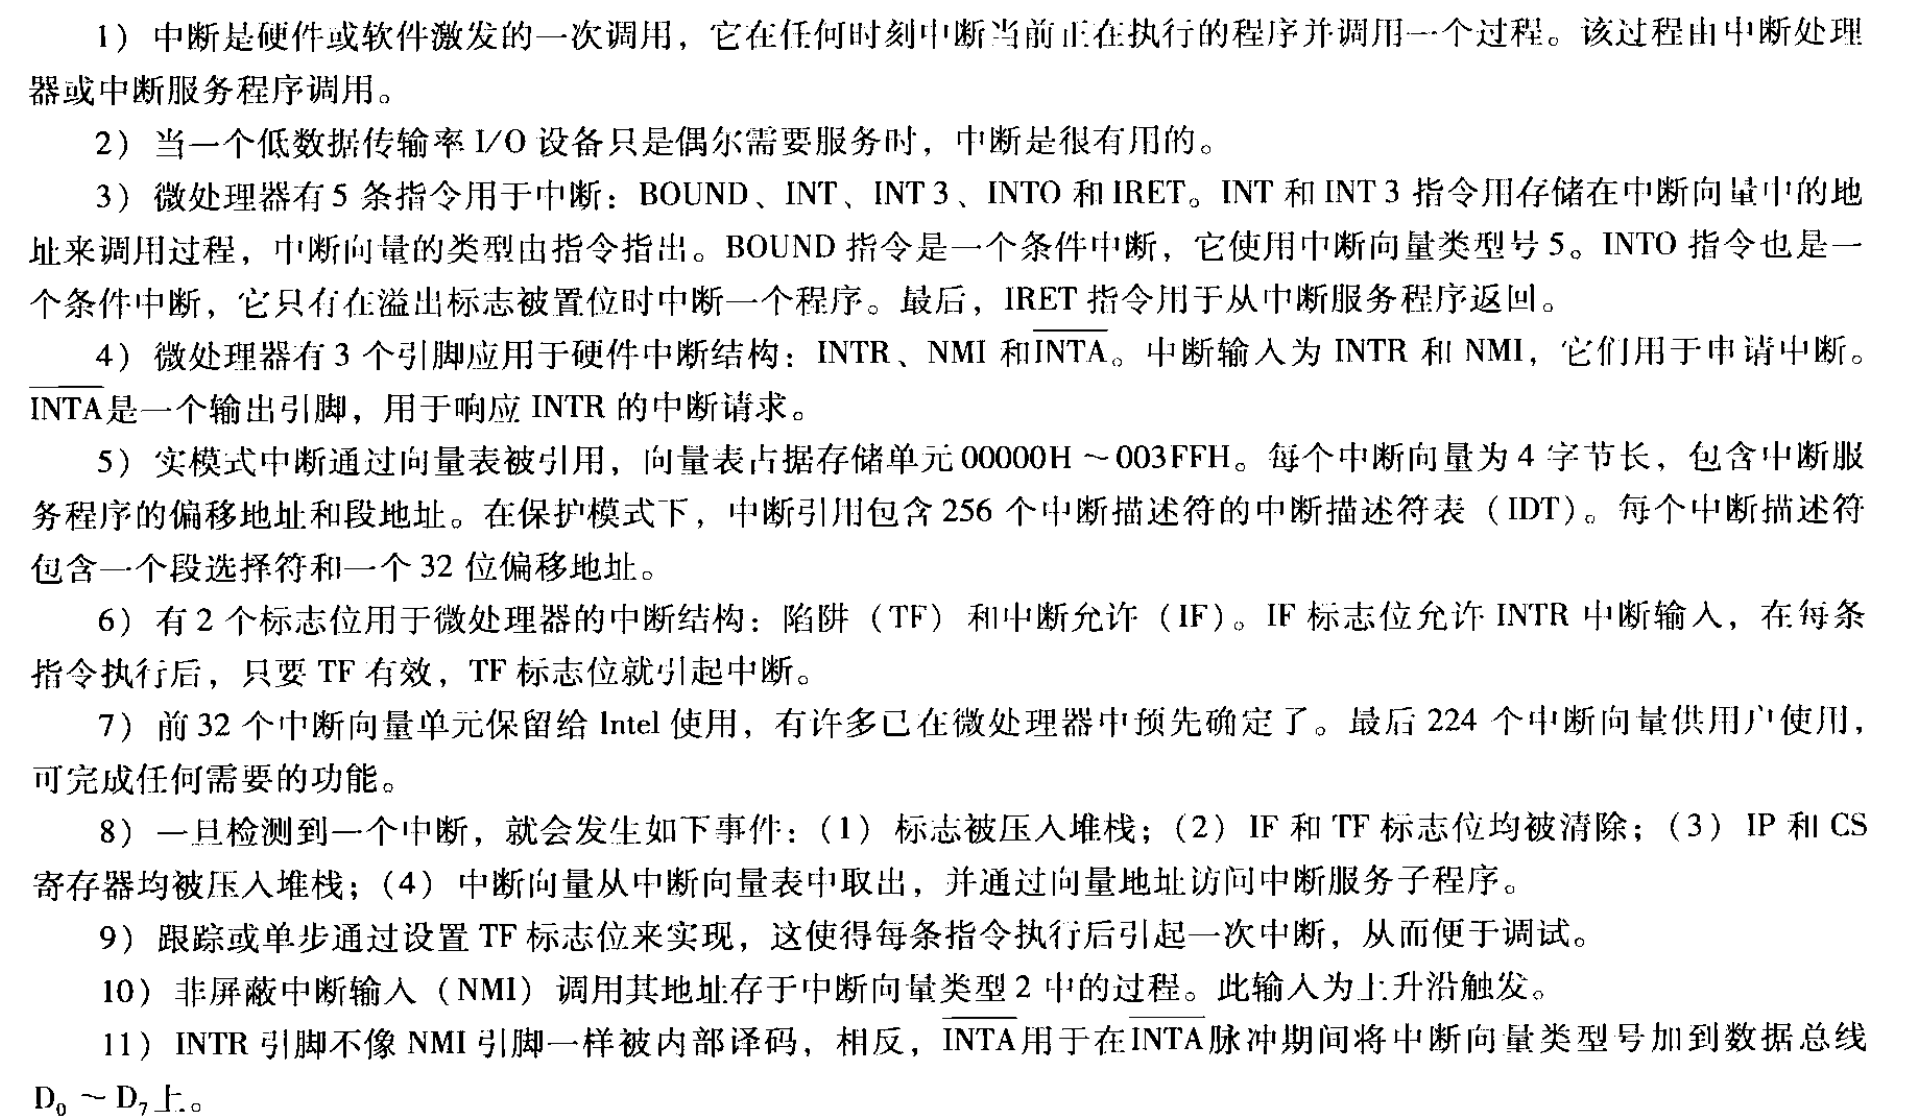 1) 中断是硬件或软件激发的一次调用，它在任何时刻中断当前正在执行的程序并调用一个过程。该过程由中断处理
器或中断服务程序调用。
2) 当一个低数据传输率 I/O 设备只是偶尔需要服务时，中断是很有用的。
3) 微处理器有 5 条指令用于中断：BOUND、INT、INT 3、INTO 和 IRET。INT 和 INT 3 指令用存储在中断向量中的地
址来调用过程，中断向量的类型由指令指出。BOUND 指令是一个条件中断，它使用中断向量类型号 5。INTO 指令也是一
个条件中断，它只有在溢出标志被置位时中断一个程序。最后，IRET 指令用于从中断服务程序返回。
4) 微处理器有 3 个引脚应用于硬件中断结构：INTR、NMI 和 I̅N̅T̅A̅。中断输入为 INTR 和 NMI，它们用于申请中断。
I̅N̅T̅A̅是一个输出引脚，用于响应 INTR 的中断请求。
5) 实模式中断通过向量表被引用，向量表占据存储单元 00000H ~ 003FFH。每个中断向量为 4 字节长，包含中断服
务程序的偏移地址和段地址。在保护模式下，中断引用包含 256 个中断描述符的中断描述符表（IDT）。每个中断描述符
包含一个段选择符和一个 32 位偏移地址。
6) 有 2 个标志位用于微处理器的中断结构：陷阱（TF）和中断允许（IF）。IF 标志位允许 INTR 中断输入，在每条
指令执行后，只要 TF 有效，TF 标志位就引起中断。
7) 前 32 个中断向量单元保留给 Intel 使用，有许多已在微处理器中预先确定了。最后 224 个中断向量供用户使用，
可完成任何需要的功能。
8) 一旦检测到一个中断，就会发生如下事件：（1）标志被压入堆栈；（2）IF 和 TF 标志位均被清除；（3）IP 和 CS
寄存器均被压入堆栈；（4）中断向量从中断向量表中取出，并通过向量地址访问中断服务子程序。
9) 跟踪或单步通过设置 TF 标志位来实现，这使得每条指令执行后引起一次中断，从而便于调试。
10) 非屏蔽中断输入（NMI）调用其地址存于中断向量类型 2 中的过程。此输入为上升沿触发。
11) INTR 引脚不像 NMI 引脚一样被内部译码，相反，I̅N̅T̅A̅用于在I̅N̅T̅A̅脉冲期间将中断向量类型号加到数据总线
D₀ ~ D₇上。